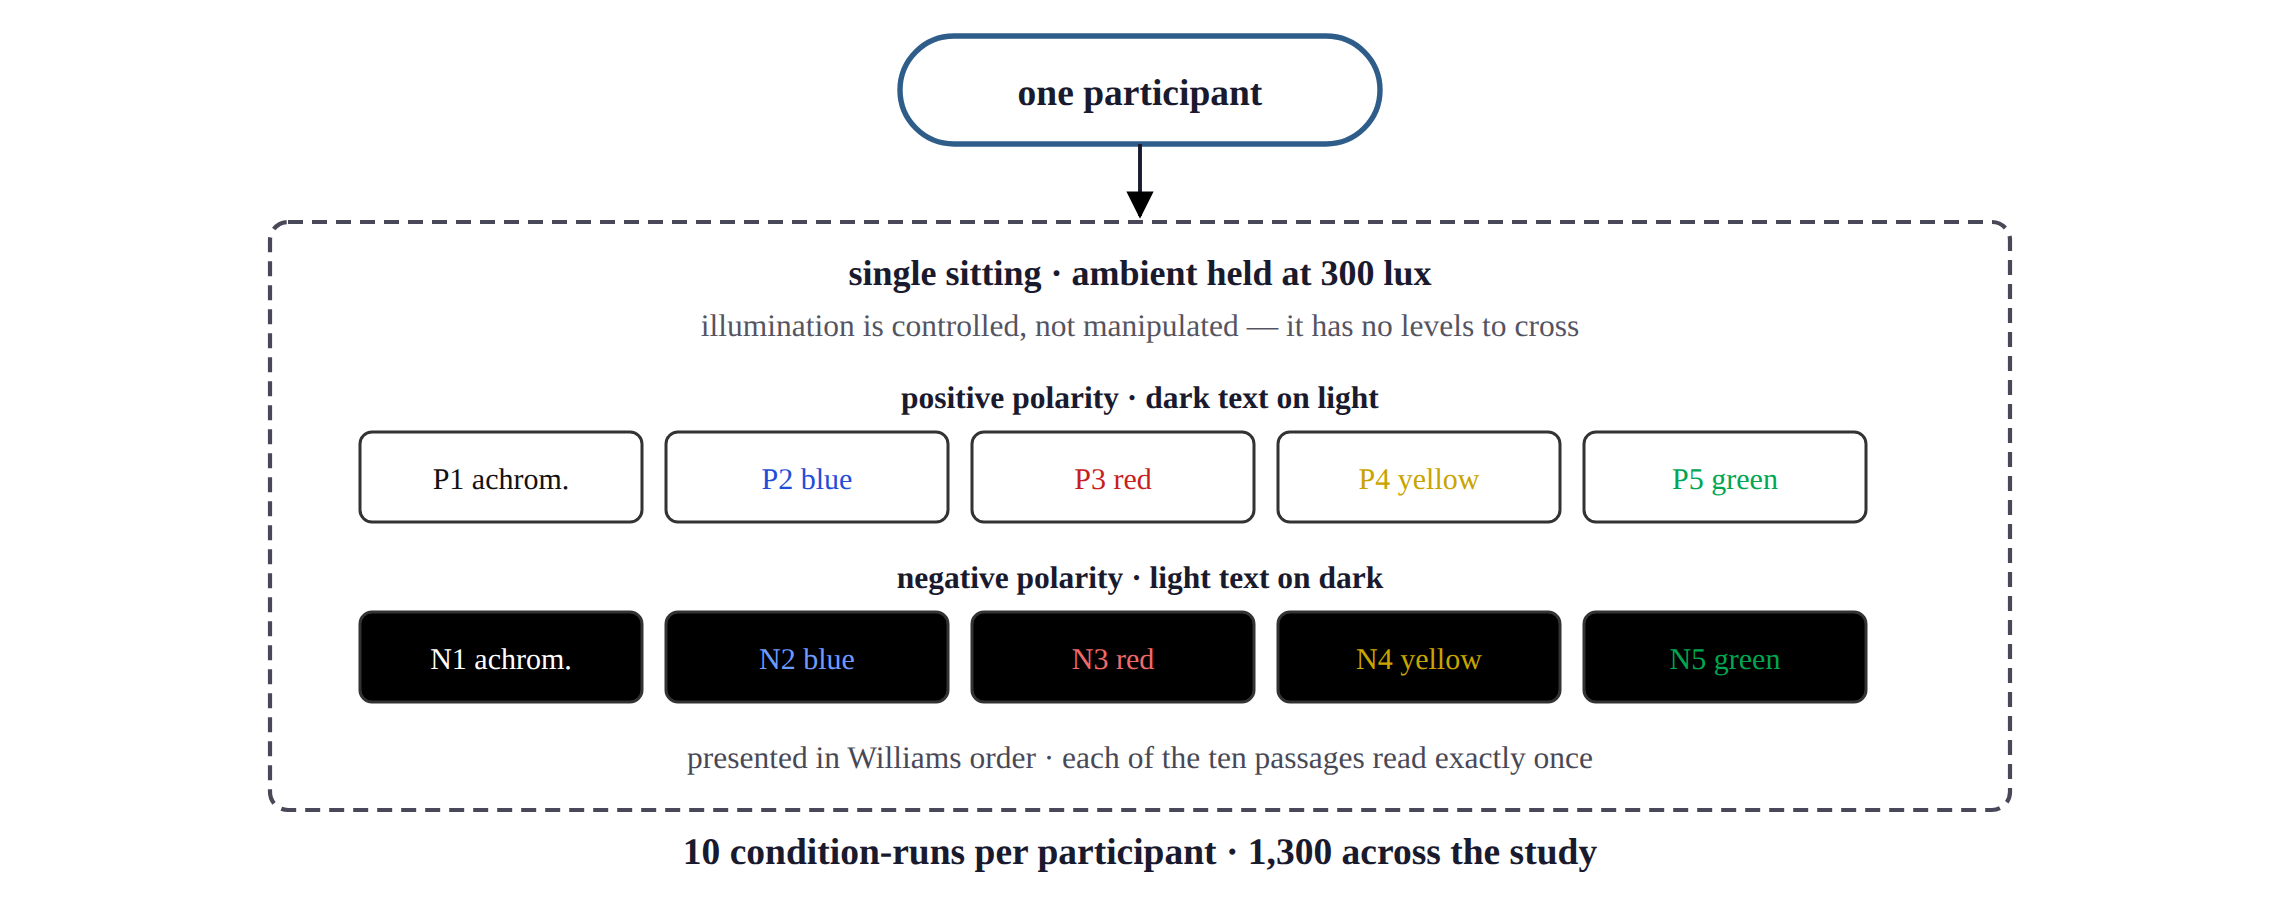 one participant
single sitting · ambient held at 300 lux
illumination is controlled, not manipulated — it has no levels to cross
positive polarity · dark text on light
P1 achrom. P2 blue P3 red P4 yellow P5 green
negative polarity · light text on dark
N1 achrom. N2 blue N3 red N4 yellow N5 green
presented in Williams order · each of the ten passages read exactly once
10 condition-runs per participant · 1,300 across the study